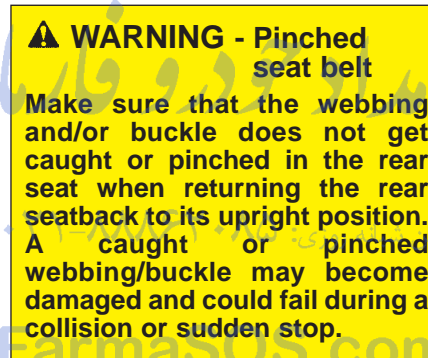 WARNING - Pinched
seat belt
Make sure that the webbing
and/or buckle does not get
caught or pinched in the rear
seat when returning the rear
seatback to its upright position.
A caught or pinched
webbing/buckle may become
damaged and could fail during a
collision or sudden stop.
FarmaSOS.com